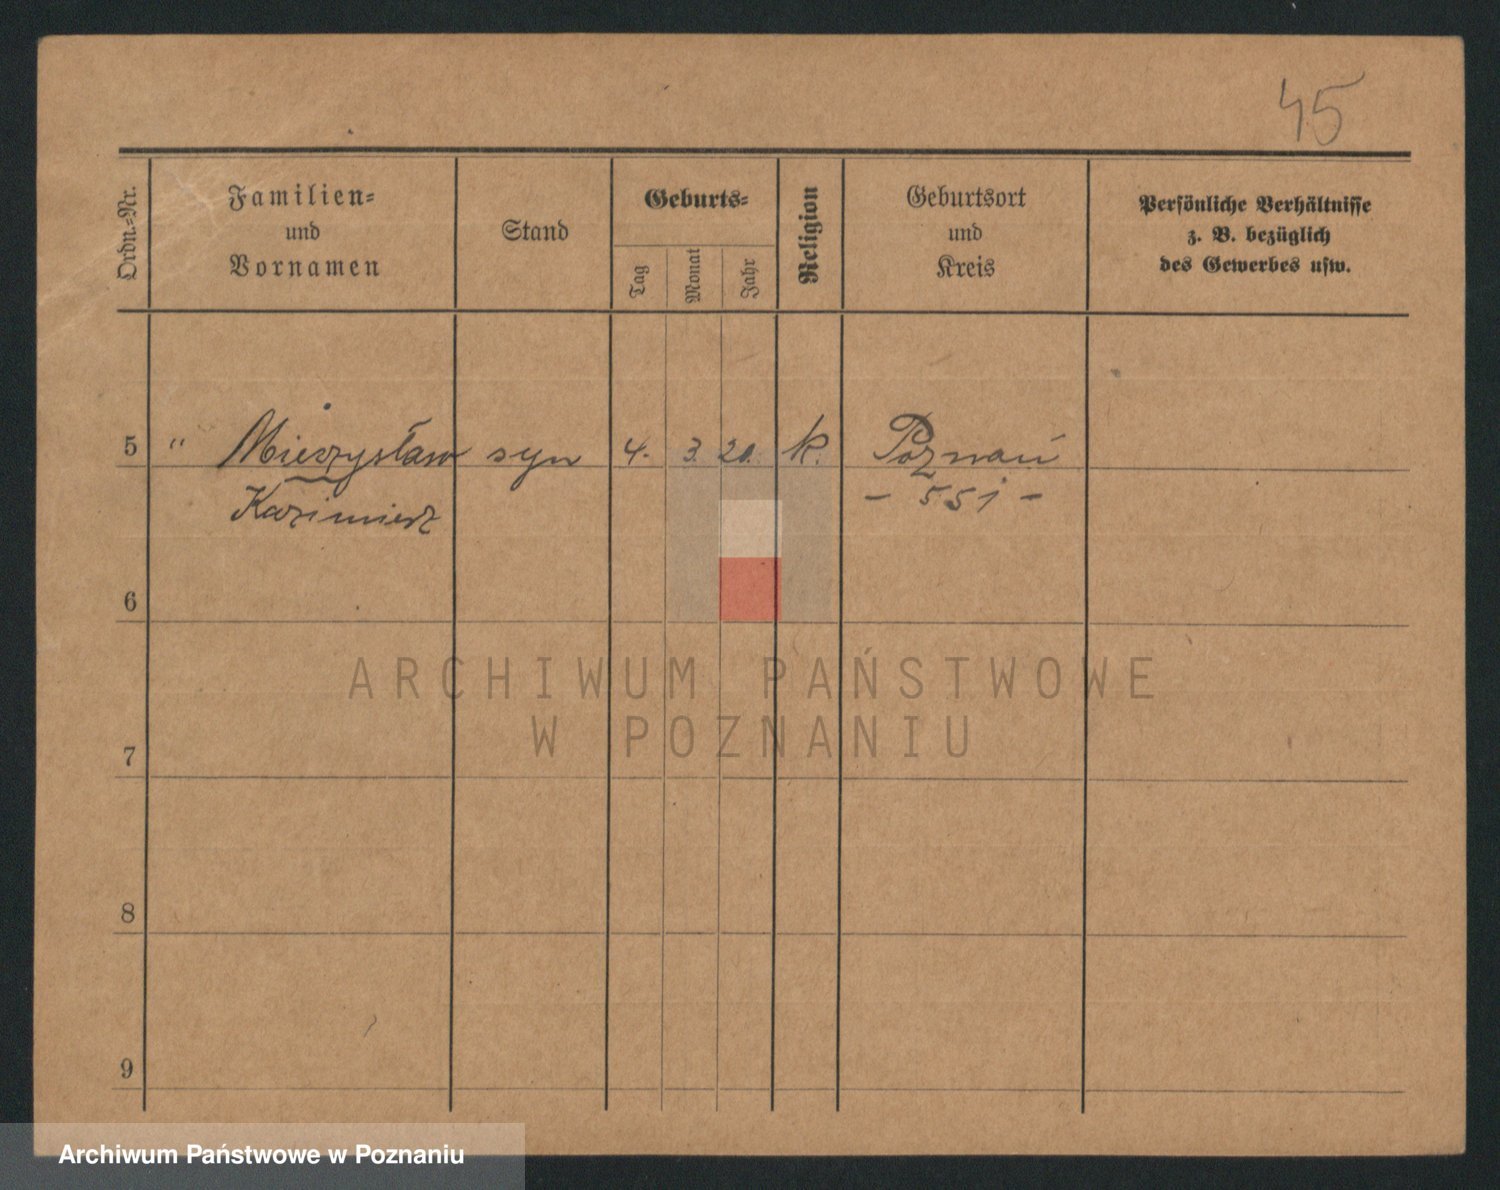 45
Ordn.-Nr.
Familien-
und
Vornamen
Stand
Geburts-
Tag
Monat
Jahr
Religion
Geburtsort
und
Kreis
Persönliche Verhältnisse
z. B. bezüglich
des Gewerbes usw.
5 " Mieczysław syn 4. 3. 20. k. Poznań
Kazimierz - 551 -
6
ARCHIWUM PAŃSTWOWE
W POZNANIU
7
8
9
Archiwum Państwowe w Poznaniu